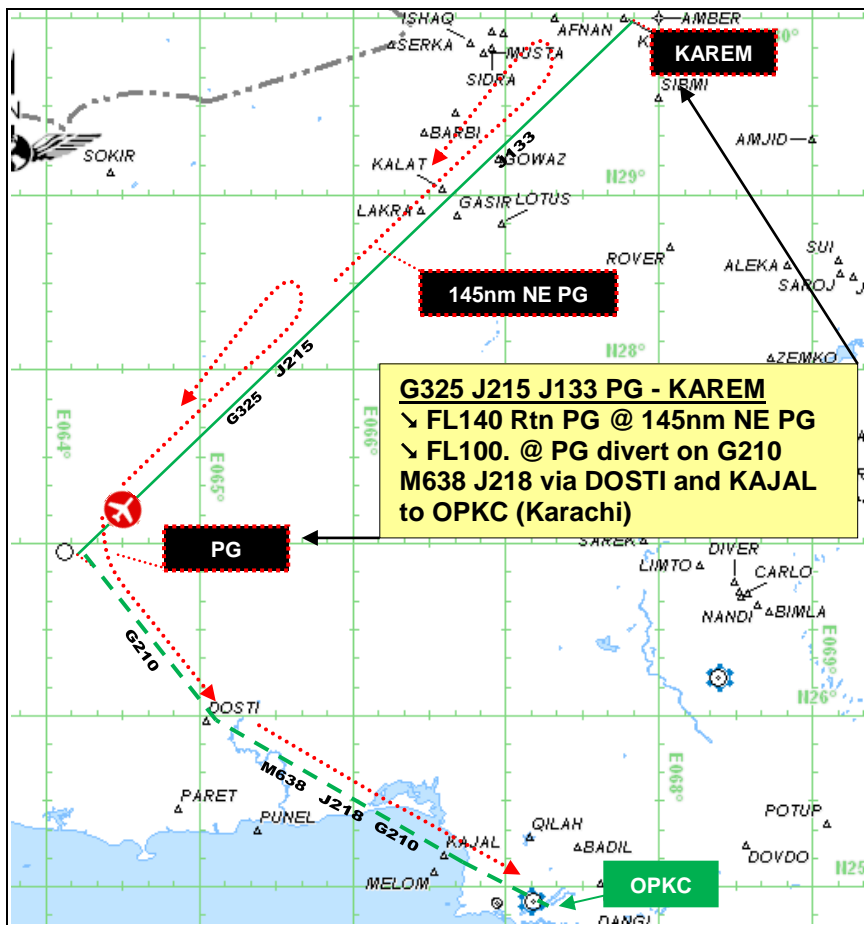 ISHAQ
AFNAN
AMBER
SERKA
MUSTA
KAREM
SIDRA
SIBMI
BARBI
AMJID
SOKIR
J133
GOWAZ
KALAT
N29°
LAKRA
GASIR
LOTUS
ROVER
SUI
ALEKA
SAROJ
145nm NE PG
N28°
ZEMKO
G325 J215
E064°
E066°
E065°
G325 J215 J133 PG - KAREM
↘ FL140 Rtn PG @ 145nm NE PG
↘ FL100. @ PG divert on G210
M638 J218 via DOSTI and KAJAL
to OPKC (Karachi)
PG
SAREK
DIVER
LIMTO
CARLO
NANDI
BIMLA
G210
E069°
N26°
DOSTI
M638 J218 G210
E068°
PARET
PUNEL
QILAH
POTUP
KAJAL
BADIL
DOVDO
MELOM
N25
OPKC
DANGI